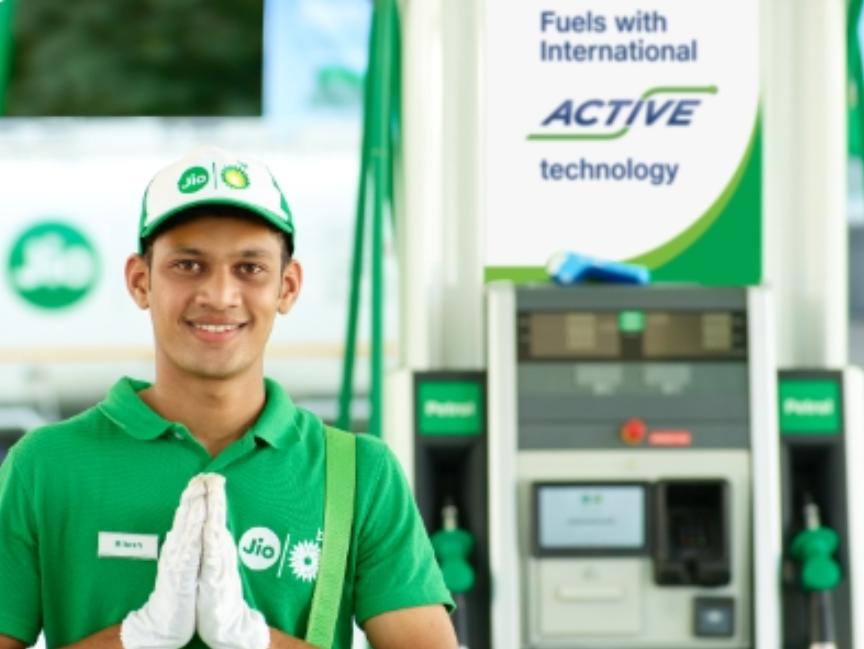 Fuels with
International
ACTIVE
technology
Jio
Jio
Petrol
Petrol
Jio